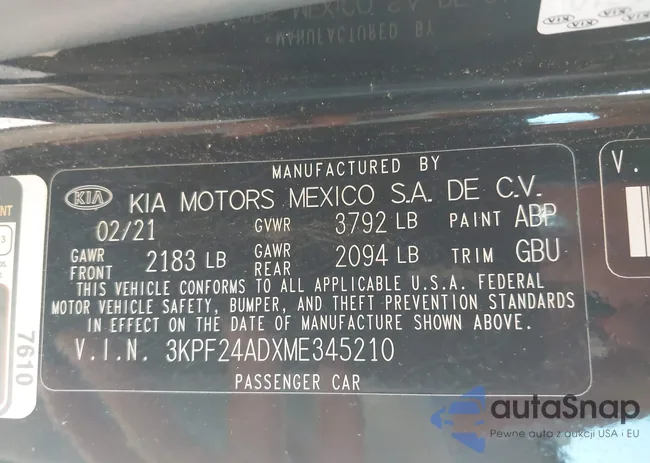 MANUFACTURED BY
KIA KIA MOTORS MEXICO S.A. DE C.V.
02/21 GVWR 3792 LB PAINT ABP
GAWR FRONT 2183 LB GAWR REAR 2094 LB TRIM GBU
THIS VEHICLE CONFORMS TO ALL APPLICABLE U.S.A. FEDERAL
MOTOR VEHICLE SAFETY, BUMPER, AND THEFT PREVENTION STANDARDS
IN EFFECT ON THE DATE OF MANUFACTURE SHOWN ABOVE.
V.I.N. 3KPF24ADXME345210
PASSENGER CAR
7610
V.
autoSnap
Pewne auta z aukcji USA i EU